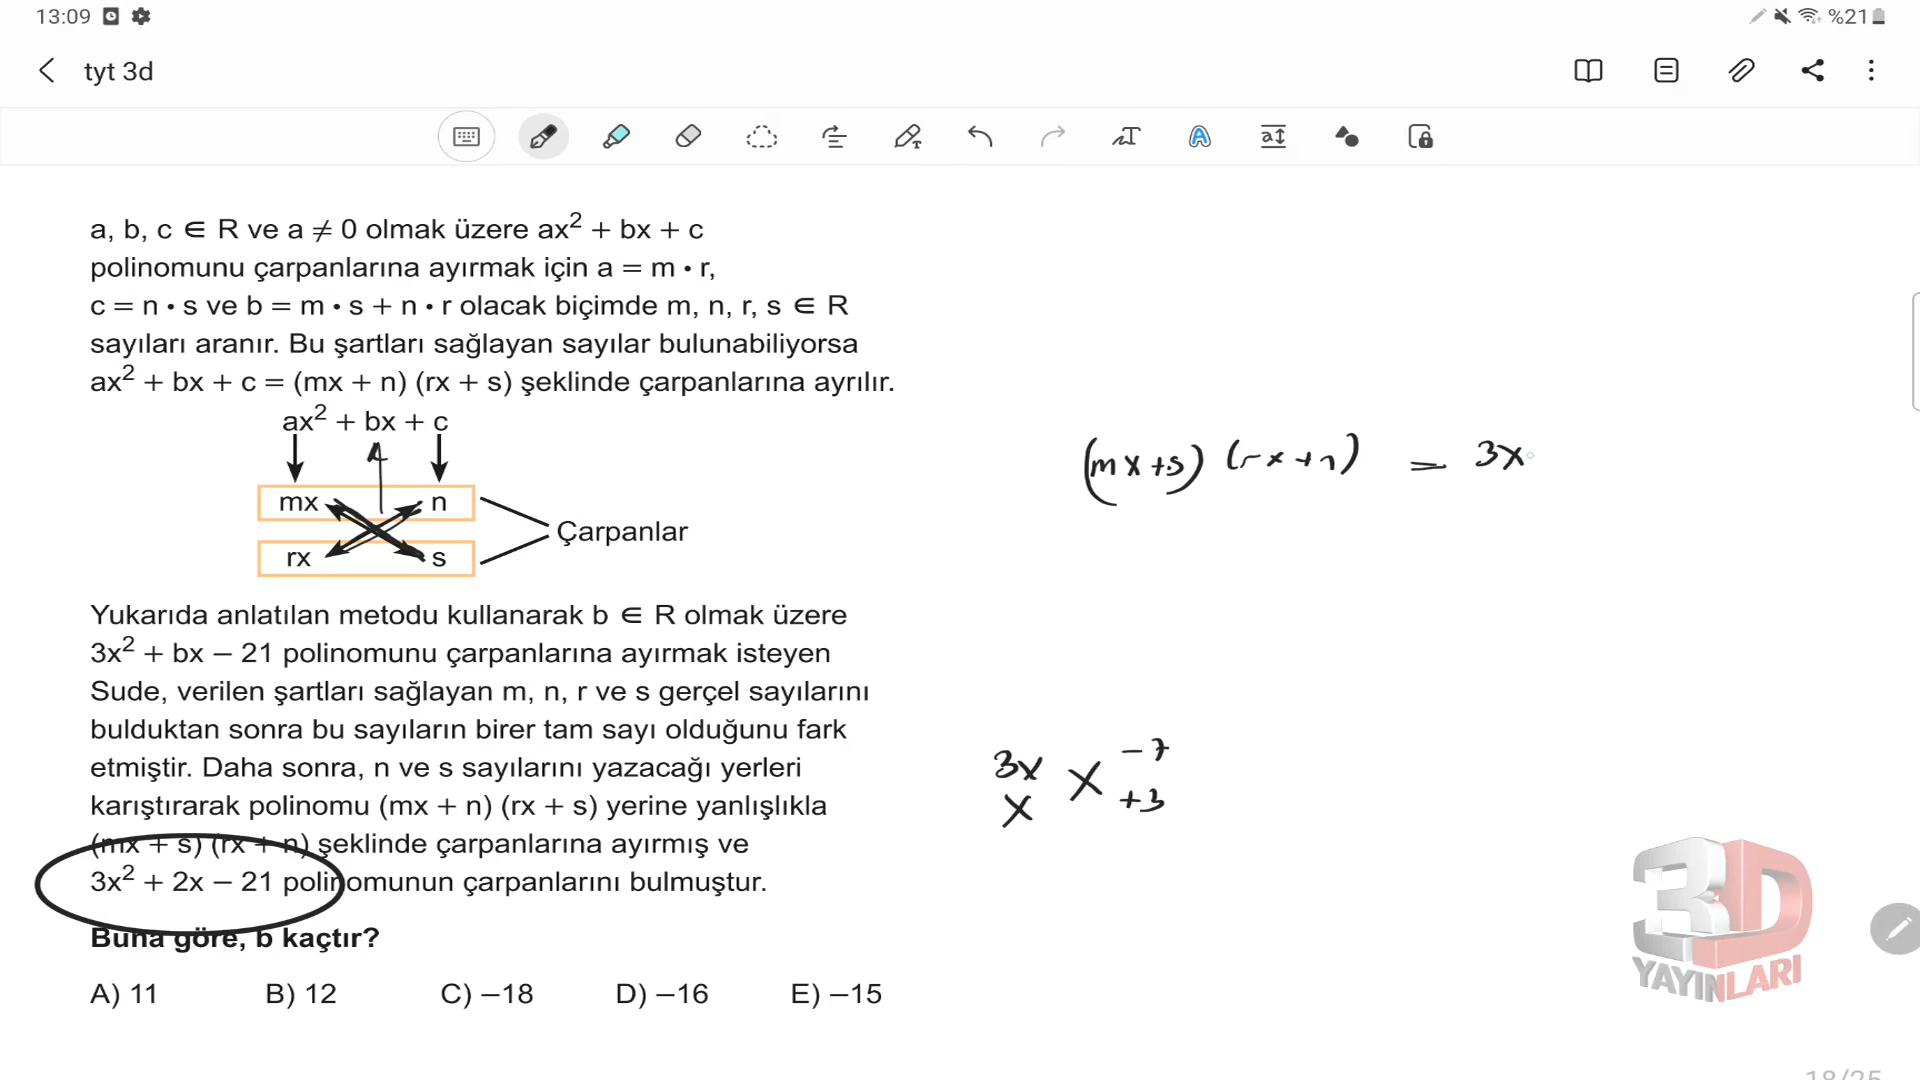 13:09
%21
tyt 3d
a, b, c ∈ R ve a ≠ 0 olmak üzere ax² + bx + c
polinomunu çarpanlarına ayırmak için a = m • r,
c = n • s ve b = m • s + n • r olacak biçimde m, n, r, s ∈ R
sayıları aranır. Bu şartları sağlayan sayılar bulunabiliyorsa
ax² + bx + c = (mx + n) (rx + s) şeklinde çarpanlarına ayrılır.
ax² + bx + c
mx n
rx s
Çarpanlar
Yukarıda anlatılan metodu kullanarak b ∈ R olmak üzere
3x² + bx – 21 polinomunu çarpanlarına ayırmak isteyen
Sude, verilen şartları sağlayan m, n, r ve s gerçel sayılarını
bulduktan sonra bu sayıların birer tam sayı olduğunu fark
etmiştir. Daha sonra, n ve s sayılarını yazacağı yerleri
karıştırarak polinomu (mx + n) (rx + s) yerine yanlışlıkla
(mx + s) (rx + n) şeklinde çarpanlarına ayırmış ve
3x² + 2x – 21 polinomunun çarpanlarını bulmuştur.
Buna göre, b kaçtır?
A) 11 B) 12 C) –18 D) –16 E) –15
(mx+s) (rx+n) = 3x
3x -7
x +3
3D
YAYINLARI
18/25